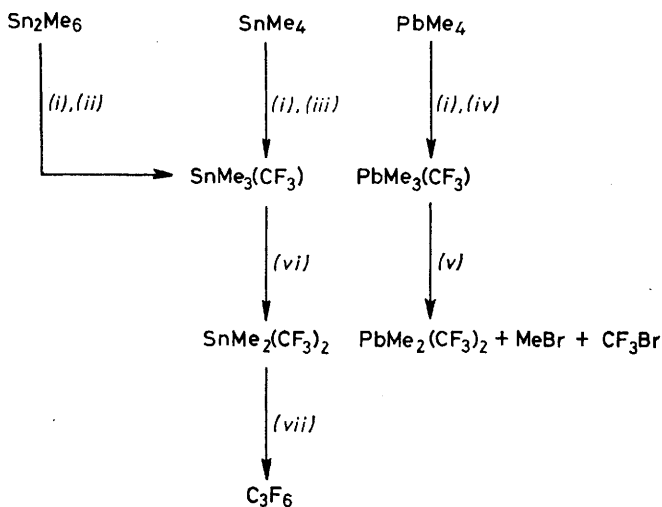 Sn₂Me₆ SnMe₄ PbMe₄
(i),(ii) (i),(iii) (i),(iv)
SnMe₃(CF₃) PbMe₃(CF₃)
(vi) (v)
SnMe₂(CF₃)₂ PbMe₂(CF₃)₂ + MeBr + CF₃Br
(vii)
C₃F₆